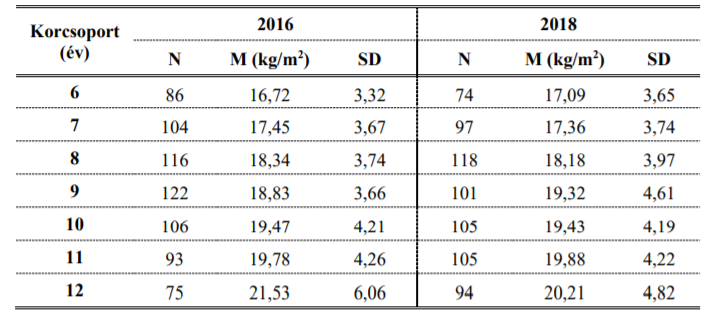 Korcsoport (év) 2016 2018
N M (kg/m²) SD N M (kg/m²) SD
6 86 16,72 3,32 74 17,09 3,65
7 104 17,45 3,67 97 17,36 3,74
8 116 18,34 3,74 118 18,18 3,97
9 122 18,83 3,66 101 19,32 4,61
10 106 19,47 4,21 105 19,43 4,19
11 93 19,78 4,26 105 19,88 4,22
12 75 21,53 6,06 94 20,21 4,82